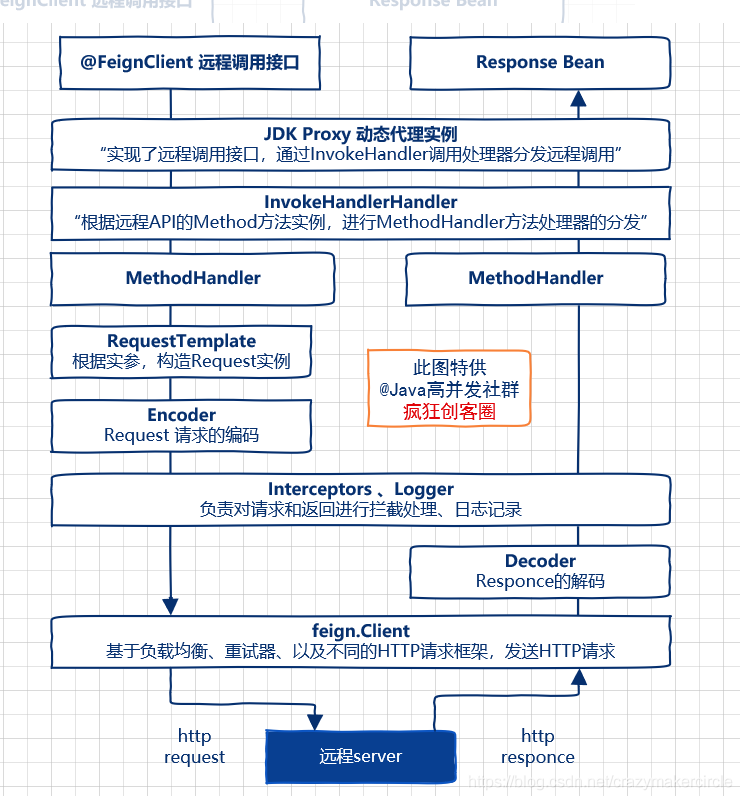 eignClient 远程调用接口
Response Bean
@FeignClient 远程调用接口
Response Bean
JDK Proxy 动态代理实例
“实现了远程调用接口，通过InvokeHandler调用处理器分发远程调用”
InvokeHandlerHandler
“根据远程API的Method方法实例，进行MethodHandler方法处理器的分发”
MethodHandler
MethodHandler
RequestTemplate
根据实参，构造Request实例
此图特供
@Java高并发社群
疯狂创客圈
Encoder
Request 请求的编码
Interceptors 、Logger
负责对请求和返回进行拦截处理、日志记录
Decoder
Responce的解码
feign.Client
基于负载均衡、重试器、以及不同的HTTP请求框架，发送HTTP请求
http
request
远程server
http
responce
https://blog.csdn.net/crazymakercircle